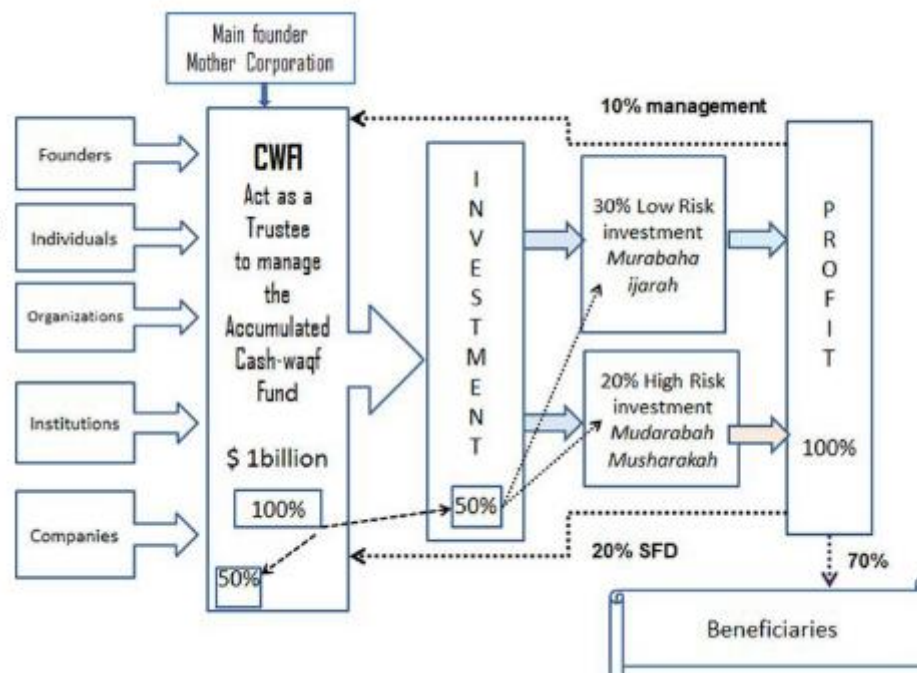 Main founder
Mother Corporation
10% management
Founders
Individuals
Organizations
Institutions
Companies
CWA
Act as a
Trustee
to manage
the
Accumulated
Cash-waqf
Fund
$ 1billion
100%
50%
INVESTMENT
50%
30% Low Risk
investment
Murabaha
ijarah
20% High Risk
investment
Mudarabah
Musharakah
PROFIT
100%
20% SFD
70%
Beneficiaries